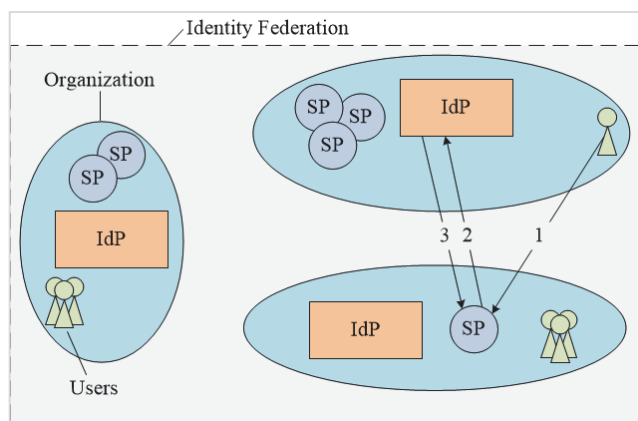 Identity Federation
Organization
SP
SP
IdP
Users
SP
SP
SP
IdP
3
2
1
IdP
SP